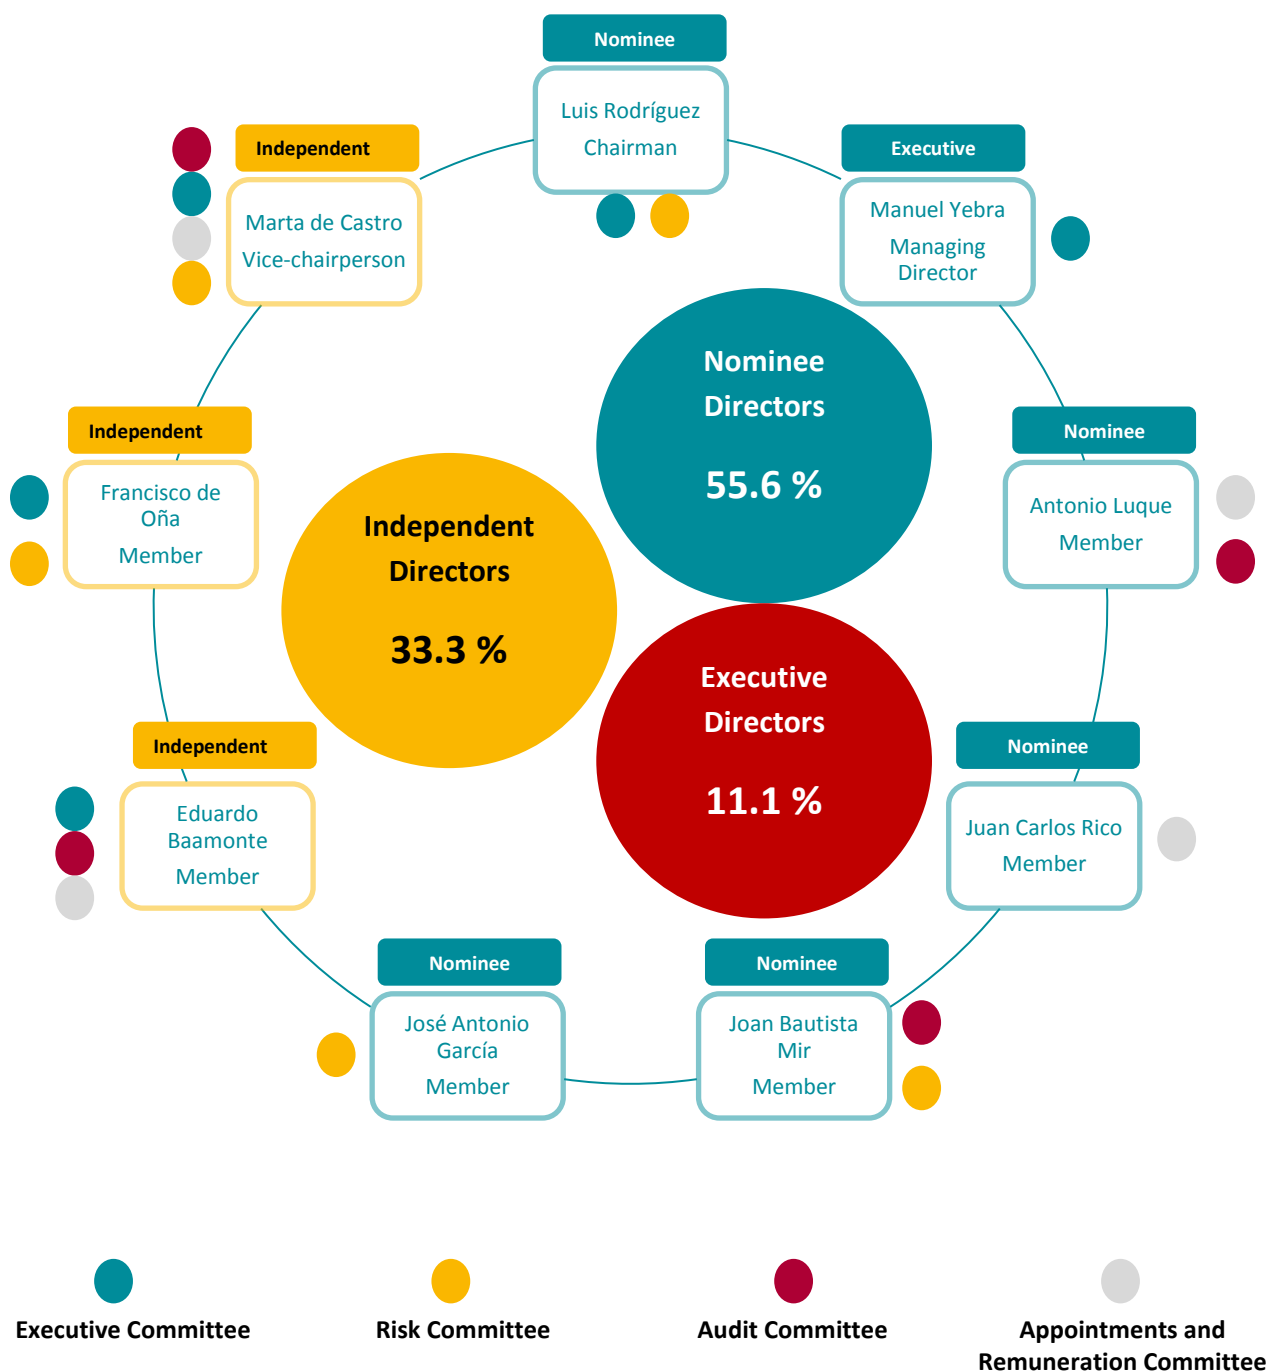 Nominee
Luis Rodríguez
Chairman
Independent
Marta de Castro
Vice-chairperson
Executive
Manuel Yebra
Managing
Director
Nominee
Directors
55.6 %
Independent
Francisco de
Oña
Member
Nominee
Antonio Luque
Member
Independent
Directors
33.3 %
Executive
Directors
11.1 %
Independent
Eduardo
Baamonte
Member
Nominee
Juan Carlos Rico
Member
Nominee
José Antonio
García
Member
Nominee
Joan Bautista
Mir
Member
Executive Committee
Risk Committee
Audit Committee
Appointments and
Remuneration Committee